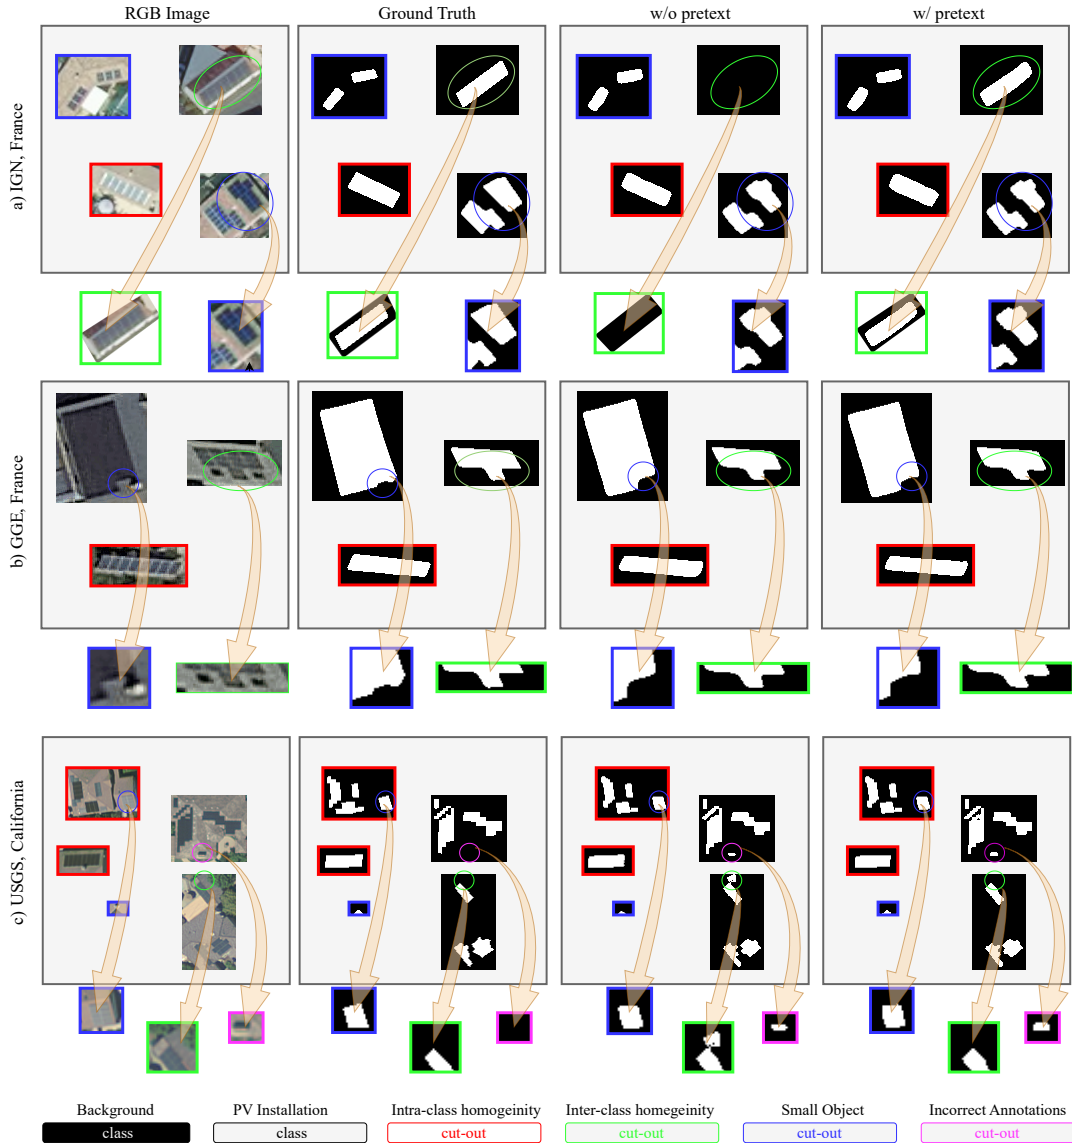 RGB Image Ground Truth w/o pretext w/ pretext
a) IGN, France
b) GGE, France
c) USGS, California
Background PV Installation Intra-class homogeinity Inter-class homegeinity Small Object Incorrect Annotations
class class cut-out cut-out cut-out cut-out